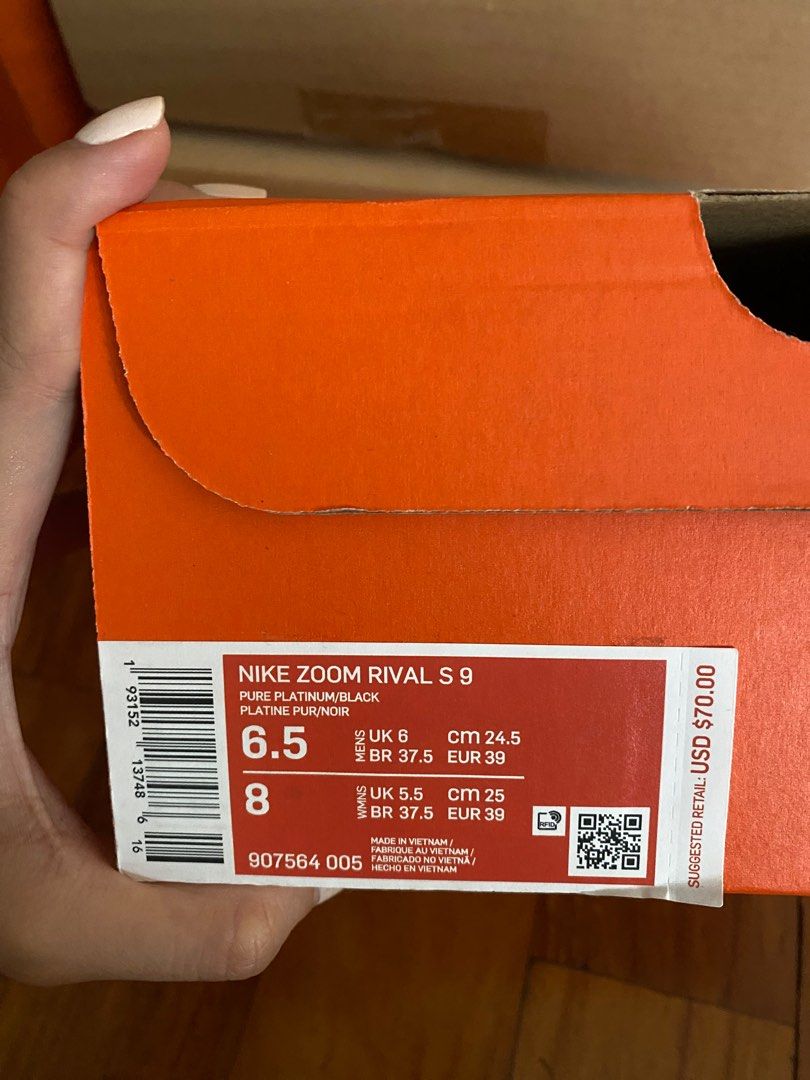 NIKE ZOOM RIVAL S 9
PURE PLATINUM/BLACK
PLATINE PUR/NOIR
6.5 MENS UK 6 cm 24.5
BR 37.5 EUR 39
8 WMNS UK 5.5 cm 25
BR 37.5 EUR 39
907564 005
MADE IN VIETNAM /
FABRIQUE AU VIETNAM /
FABRICADO NO VIETNÃ /
HECHO EN VIETNAM
RFID
1 93152 13748 6 16
SUGGESTED RETAIL: USD $70.00